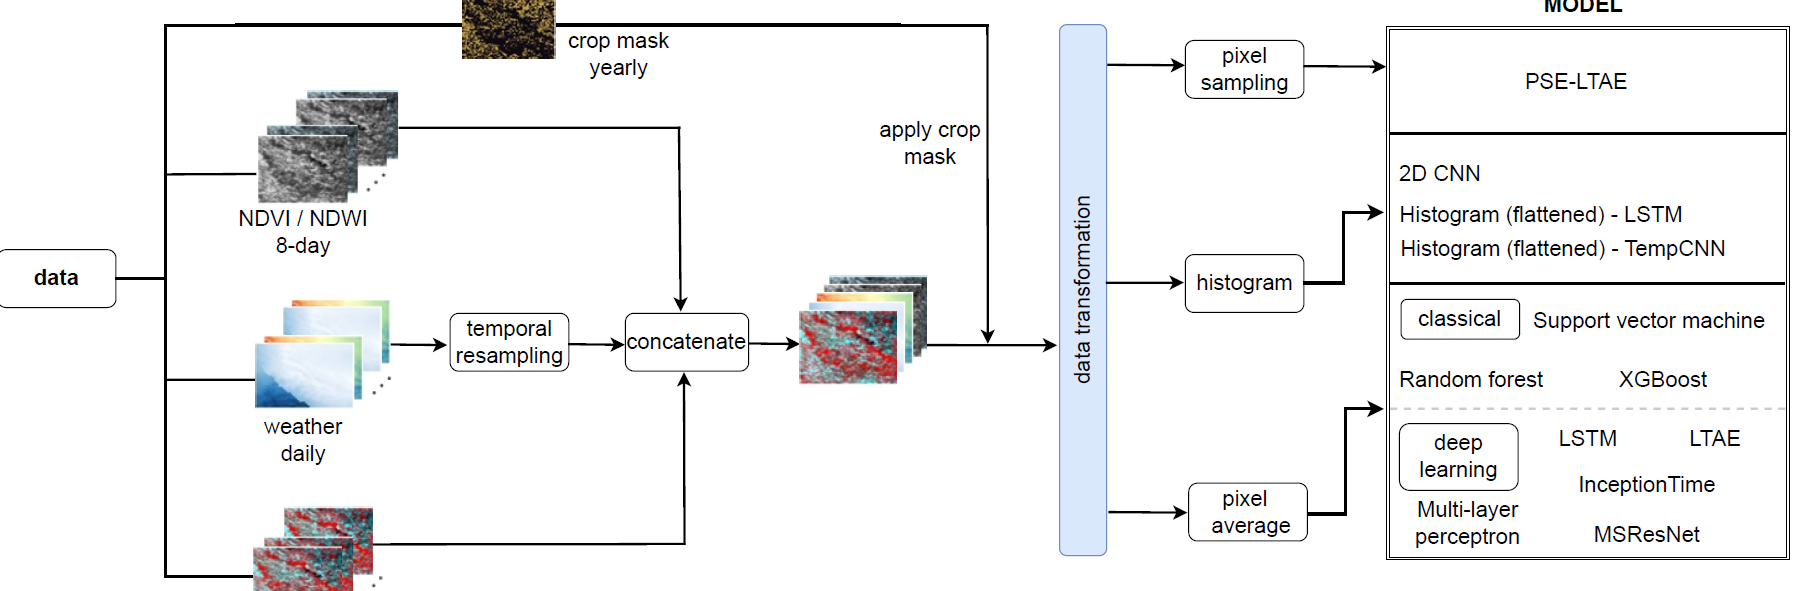 MODEL
crop mask
yearly
pixel
sampling
PSE-LTAE
apply crop
mask
NDVI / NDWI
8-day
data
2D CNN
Histogram (flattened) - LSTM
Histogram (flattened) - TempCNN
data transformation
histogram
temporal
resampling
concatenate
classical
Support vector machine
Random forest
XGBoost
weather
daily
deep
learning
LSTM
LTAE
InceptionTime
Multi-layer
perceptron
MSResNet
pixel
average